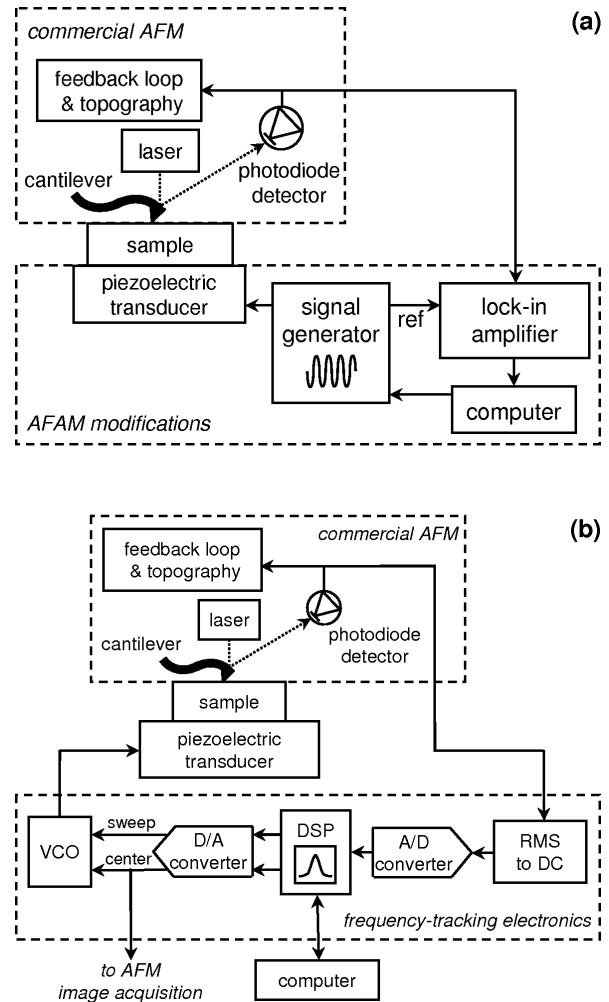 (a)
commercial AFM
feedback loop
& topography
laser
cantilever
photodiode
detector
sample
piezoelectric
transducer
signal
generator
ref
lock-in
amplifier
computer
AFAM modifications
(b)
commercial AFM
feedback loop
& topography
laser
cantilever
photodiode
detector
sample
piezoelectric
transducer
VCO
sweep
center
D/A
converter
DSP
A/D
converter
RMS
to DC
frequency-tracking electronics
to AFM
image acquisition
computer